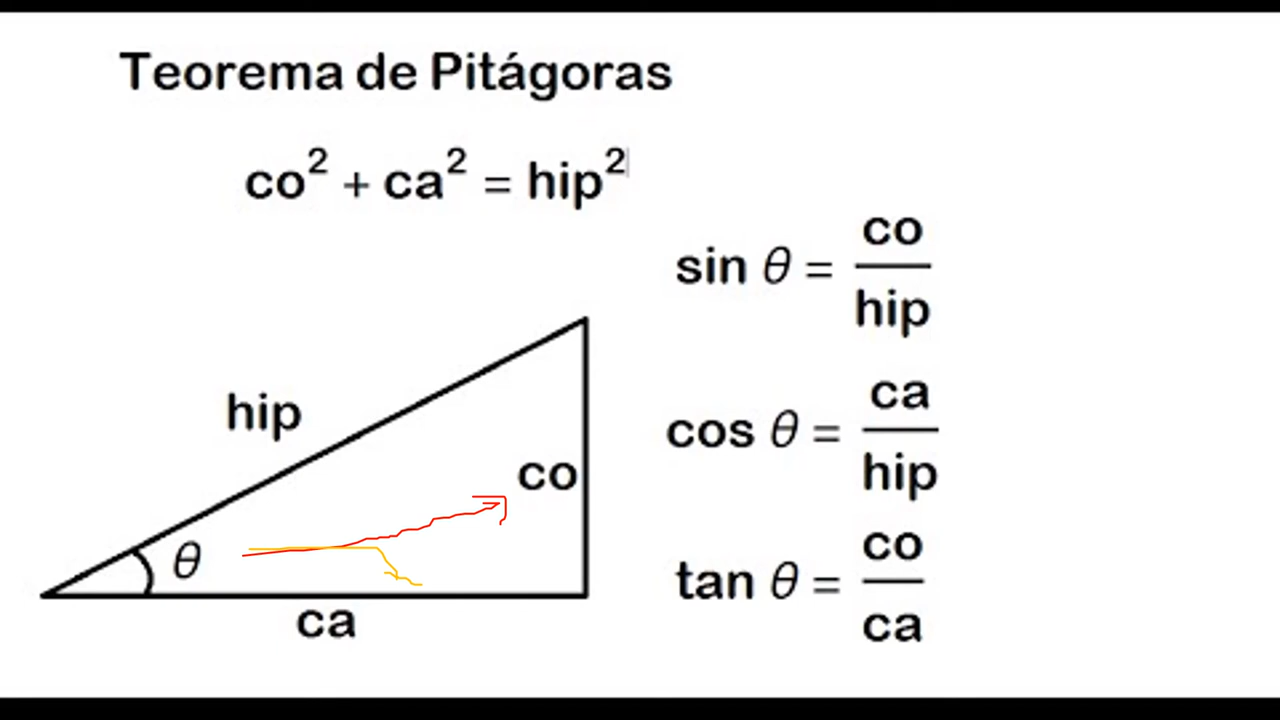 Teorema de Pitágoras
co² + ca² = hip²
sin θ = co/hip
hip
co
cos θ = ca/hip
θ
tan θ = co/ca
ca